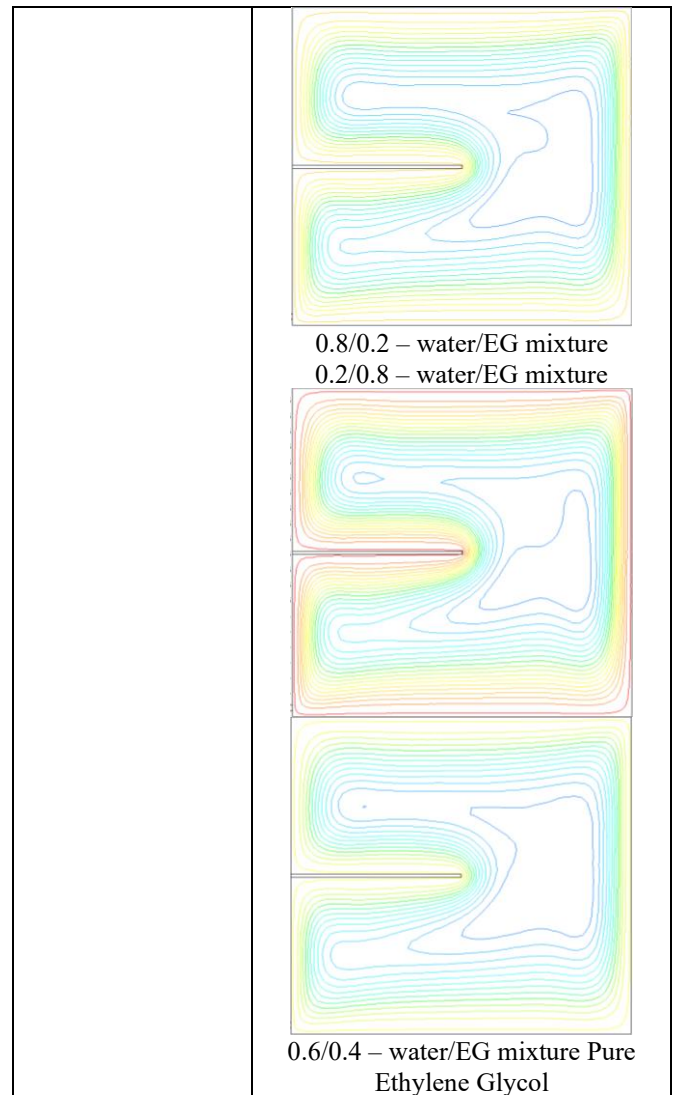 0.8/0.2 – water/EG mixture
0.2/0.8 – water/EG mixture
0.6/0.4 – water/EG mixture Pure
Ethylene Glycol